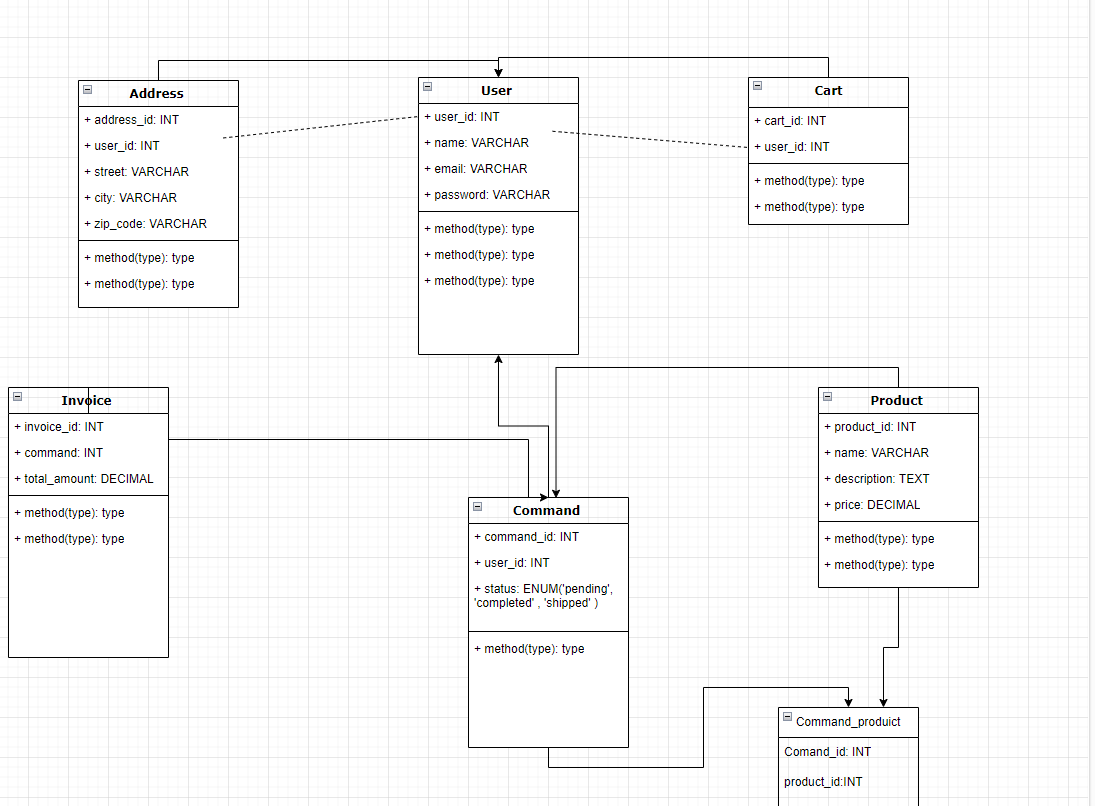 Address
+ address_id: INT
+ user_id: INT
+ street: VARCHAR
+ city: VARCHAR
+ zip_code: VARCHAR
+ method(type): type
+ method(type): type
User
+ user_id: INT
+ name: VARCHAR
+ email: VARCHAR
+ password: VARCHAR
+ method(type): type
+ method(type): type
+ method(type): type
Cart
+ cart_id: INT
+ user_id: INT
+ method(type): type
+ method(type): type
Invoice
+ invoice_id: INT
+ command: INT
+ total_amount: DECIMAL
+ method(type): type
+ method(type): type
Command
+ command_id: INT
+ user_id: INT
+ status: ENUM('pending',
'completed' , 'shipped' )
+ method(type): type
Product
+ product_id: INT
+ name: VARCHAR
+ description: TEXT
+ price: DECIMAL
+ method(type): type
+ method(type): type
Command_produict
Comand_id: INT
product_id:INT